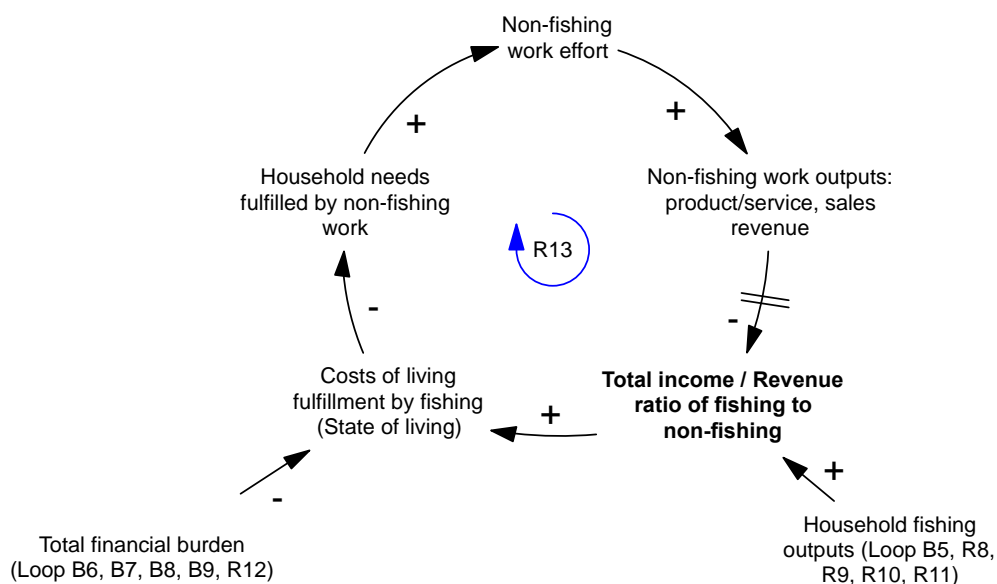 Non-fishing
work effort
+
+
Household needs
fulfilled by non-fishing
work
Non-fishing work outputs:
product/service, sales
revenue
R13
-
-
Costs of living
fulfillment by fishing
(State of living)
+
Total income / Revenue
ratio of fishing to
non-fishing
-
+
Total financial burden
(Loop B6, B7, B8, B9, R12)
Household fishing
outputs (Loop B5, R8,
R9, R10, R11)